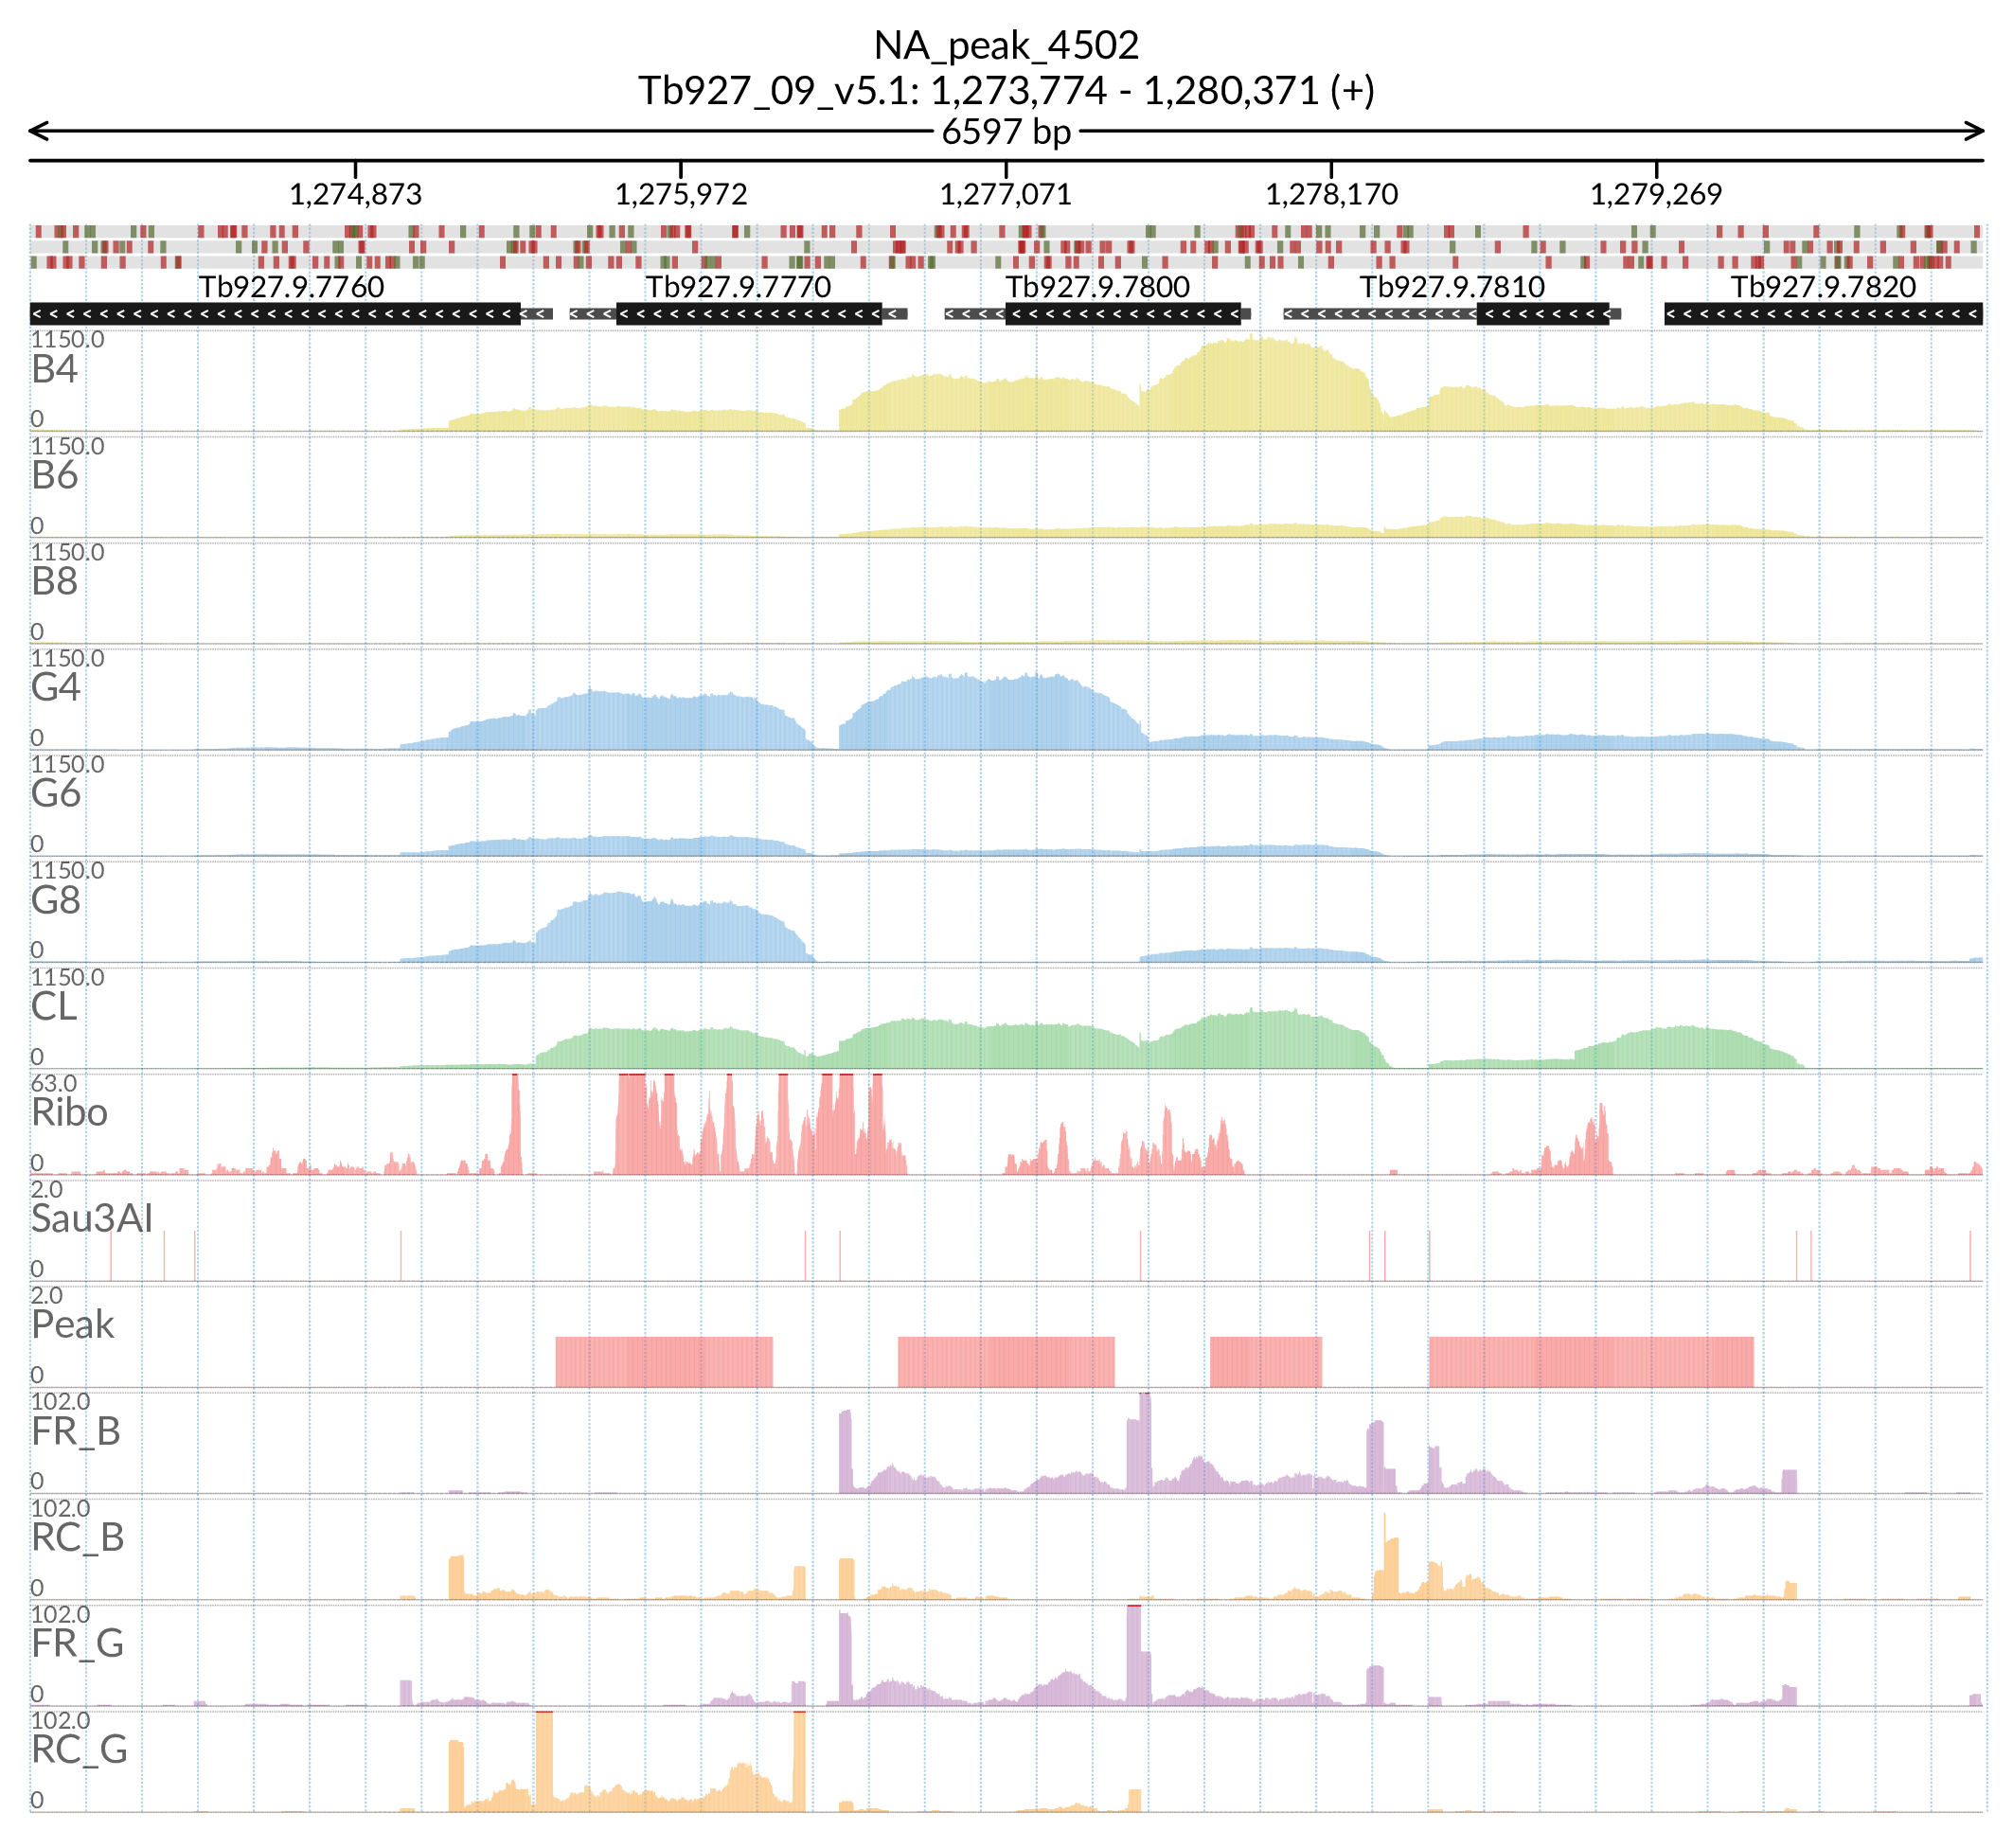 NA_peak_4502
Tb927_09_v5.1: 1,273,774 - 1,280,371 (+)
6597 bp
1,274,873 1,275,972 1,277,071 1,278,170 1,279,269
Tb927.9.7760 Tb927.9.7770 Tb927.9.7800 Tb927.9.7810 Tb927.9.7820
1150.0
B4
0
1150.0
B6
0
1150.0
B8
0
1150.0
G4
0
1150.0
G6
0
1150.0
G8
0
1150.0
CL
0
63.0
Ribo
0
2.0
Sau3AI
0
2.0
Peak
0
102.0
FR_B
0
102.0
RC_B
0
102.0
FR_G
0
102.0
RC_G
0